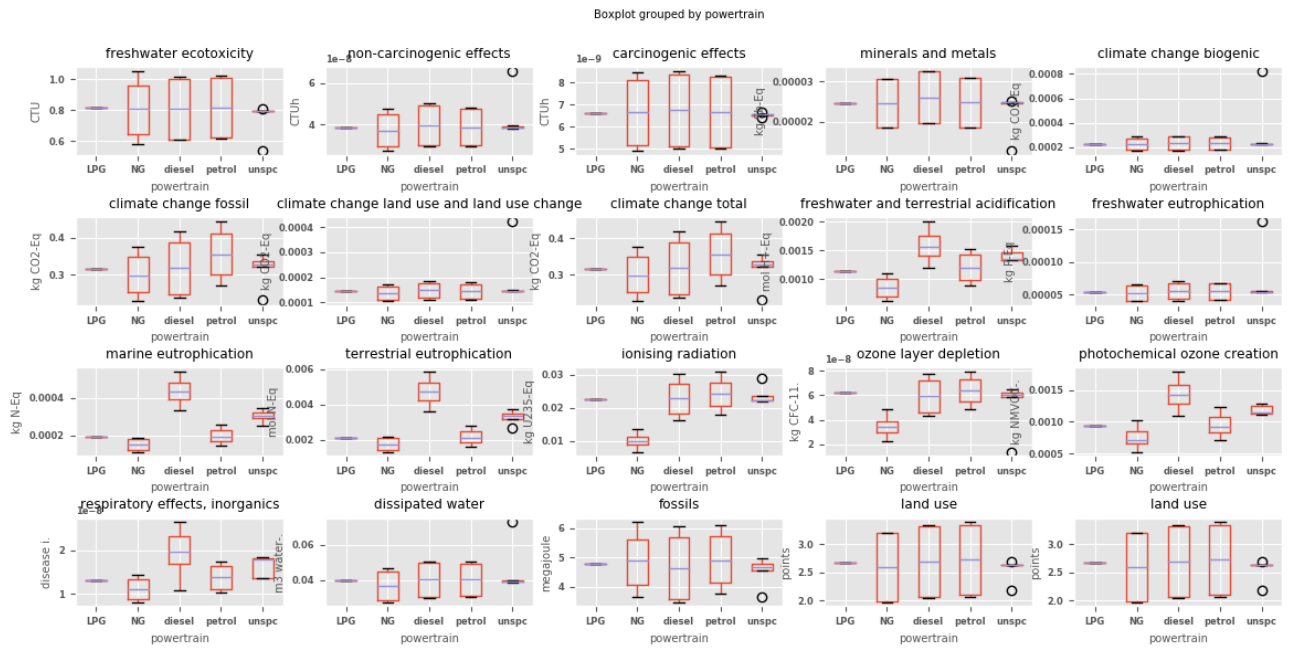 Boxplot grouped by powertrain
freshwater ecotoxicity
CTU
1.0
0.8
0.6
LPG NG diesel petrol unspc
powertrain
non-carcinogenic effects
1e-8
CTUh
6
4
LPG NG diesel petrol unspc
powertrain
carcinogenic effects
1e-9
CTUh
8
7
6
5
LPG NG diesel petrol unspc
powertrain
minerals and metals
-Eq
0.00003
0.00002
LPG NG diesel petrol unspc
powertrain
climate change biogenic
0.0008
0.0006
0.0004
0.0002
LPG NG diesel petrol unspc
powertrain
climate change fossil
kg CO2-Eq
0.4
0.3
LPG NG diesel petrol unspc
powertrain
climate change land use and land use change
0.0004
0.0003
0.0002
0.0001
LPG NG diesel petrol unspc
powertrain
climate change total
kg CO2-Eq
0.4
0.3
LPG NG diesel petrol unspc
powertrain
freshwater and terrestrial acidification
0.0020
0.0015
0.0010
LPG NG diesel petrol unspc
powertrain
freshwater eutrophication
0.00015
0.00010
0.00005
LPG NG diesel petrol unspc
powertrain
marine eutrophication
kg N-Eq
0.0004
0.0002
LPG NG diesel petrol unspc
powertrain
terrestrial eutrophication
0.006
0.004
0.002
LPG NG diesel petrol unspc
powertrain
ionising radiation
kg U235-Eq
0.03
0.02
0.01
LPG NG diesel petrol unspc
powertrain
ozone layer depletion
1e-8
kg CFC-11.
8
6
4
2
LPG NG diesel petrol unspc
powertrain
photochemical ozone creation
0.0015
0.0010
0.0005
LPG NG diesel petrol unspc
powertrain
respiratory effects, inorganics
1e-8
disease i.
2
1
LPG NG diesel petrol unspc
powertrain
dissipated water
m3 water-.
0.06
0.04
LPG NG diesel petrol unspc
powertrain
fossils
megajoule
6
5
4
LPG NG diesel petrol unspc
powertrain
land use
points
3.0
2.5
2.0
LPG NG diesel petrol unspc
powertrain
land use
points
3.0
2.5
2.0
LPG NG diesel petrol unspc
powertrain